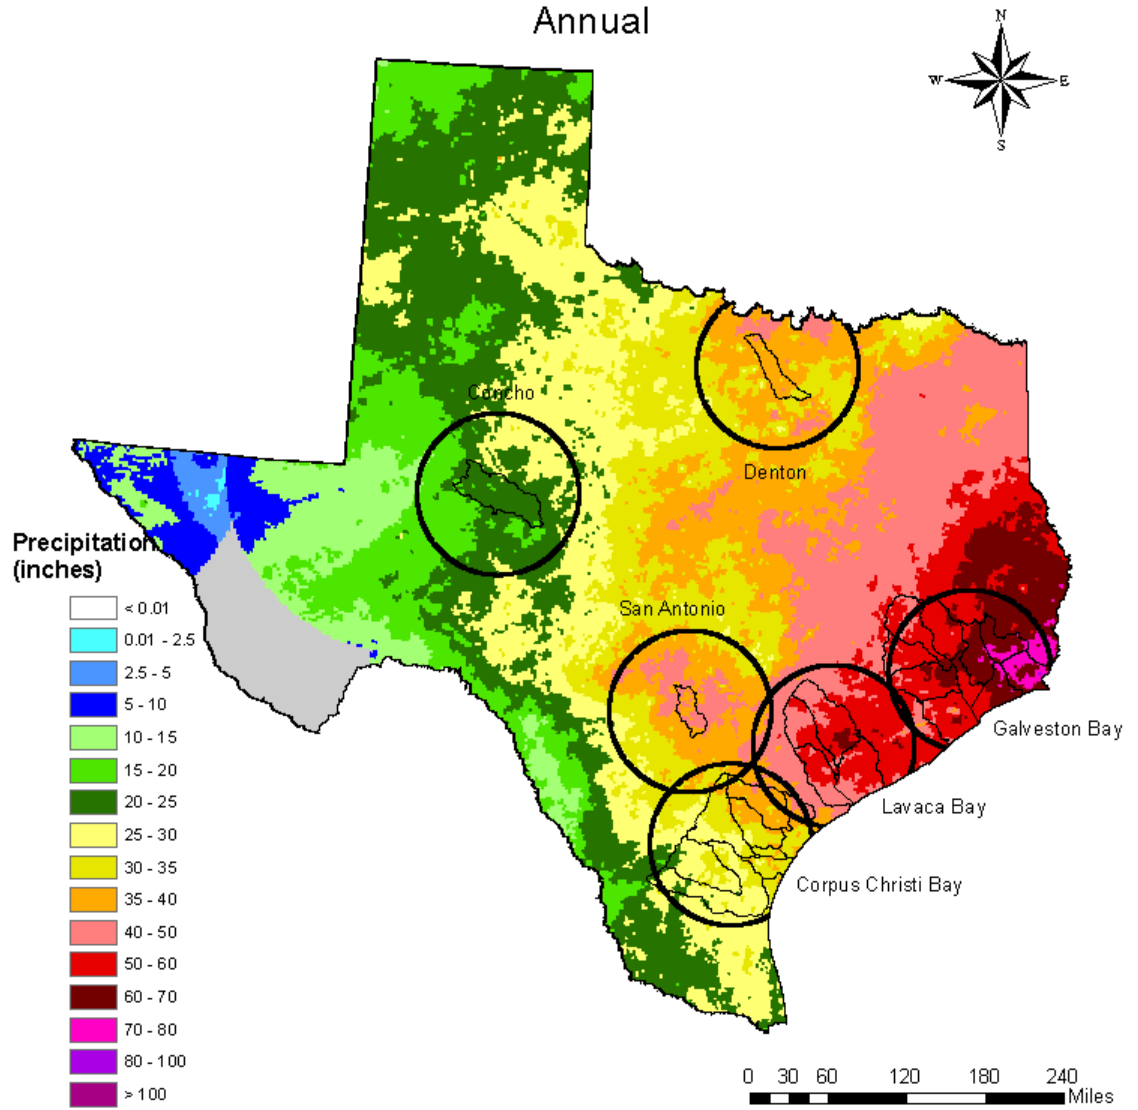 Annual
N
W
E
S
Concho
Denton
Precipitation
(inches)
San Antonio
< 0.01
0.01 - 2.5
2.5 - 5
5 - 10
10 - 15
15 - 20
20 - 25
25 - 30
30 - 35
35 - 40
40 - 50
50 - 60
60 - 70
70 - 80
80 - 100
> 100
Galveston Bay
Lavaca Bay
Corpus Christi Bay
0 30 60 120 180 240
Miles